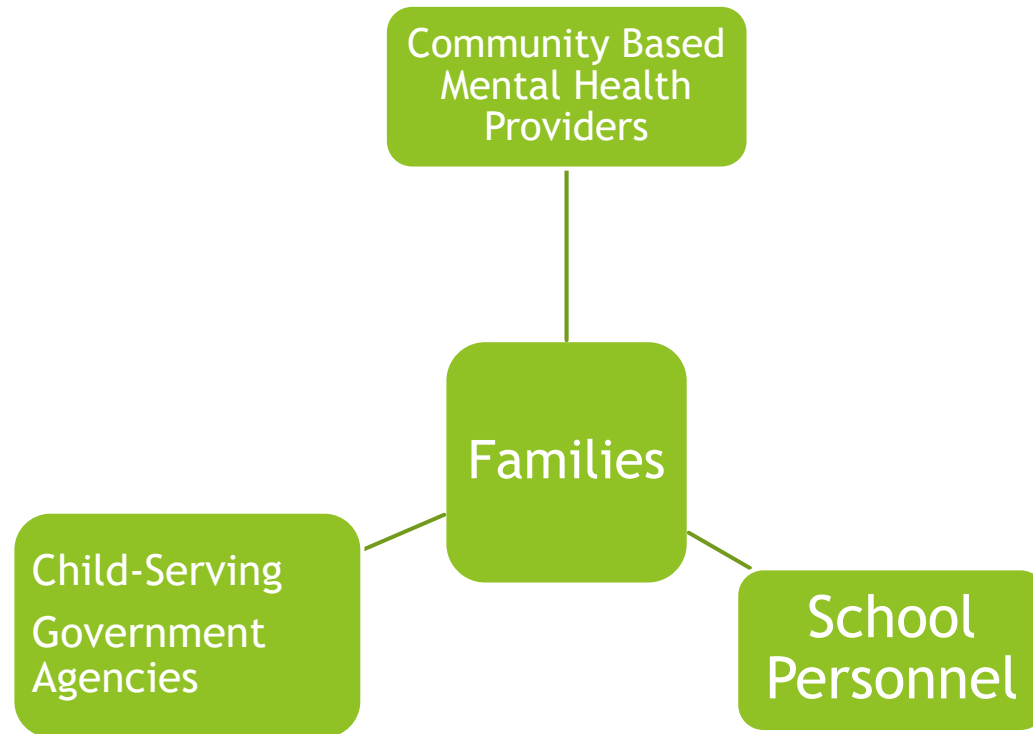 Community Based
Mental Health
Providers
Families
Child-Serving
Government
Agencies
School
Personnel